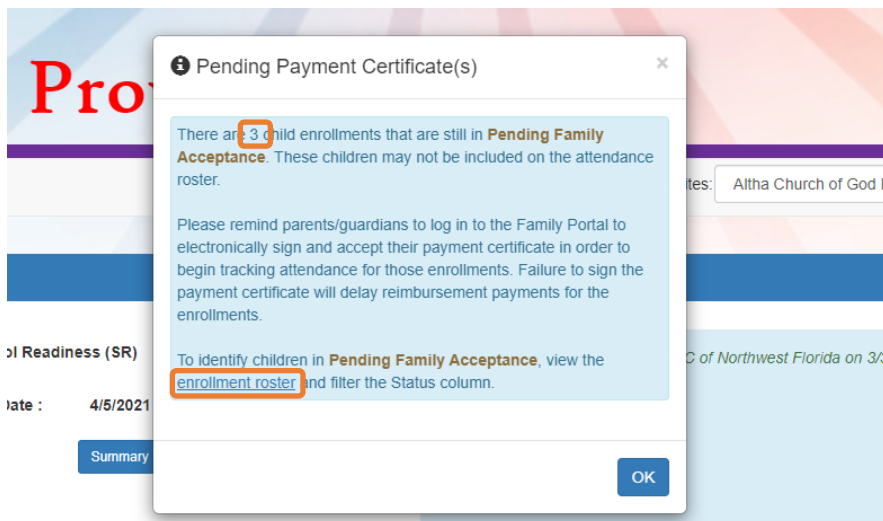 Pending Payment Certificate(s)
×
Pro
There are 3 child enrollments that are still in Pending Family
Acceptance. These children may not be included on the attendance
roster.
ites: Altha Church of God
Please remind parents/guardians to log in to the Family Portal to
electronically sign and accept their payment certificate in order to
begin tracking attendance for those enrollments. Failure to sign the
payment certificate will delay reimbursement payments for the
enrollments.
ol Readiness (SR)
To identify children in Pending Family Acceptance, view the
enrollment roster and filter the Status column.
C of Northwest Florida on 3/3
Date : 4/5/2021
Summary
OK